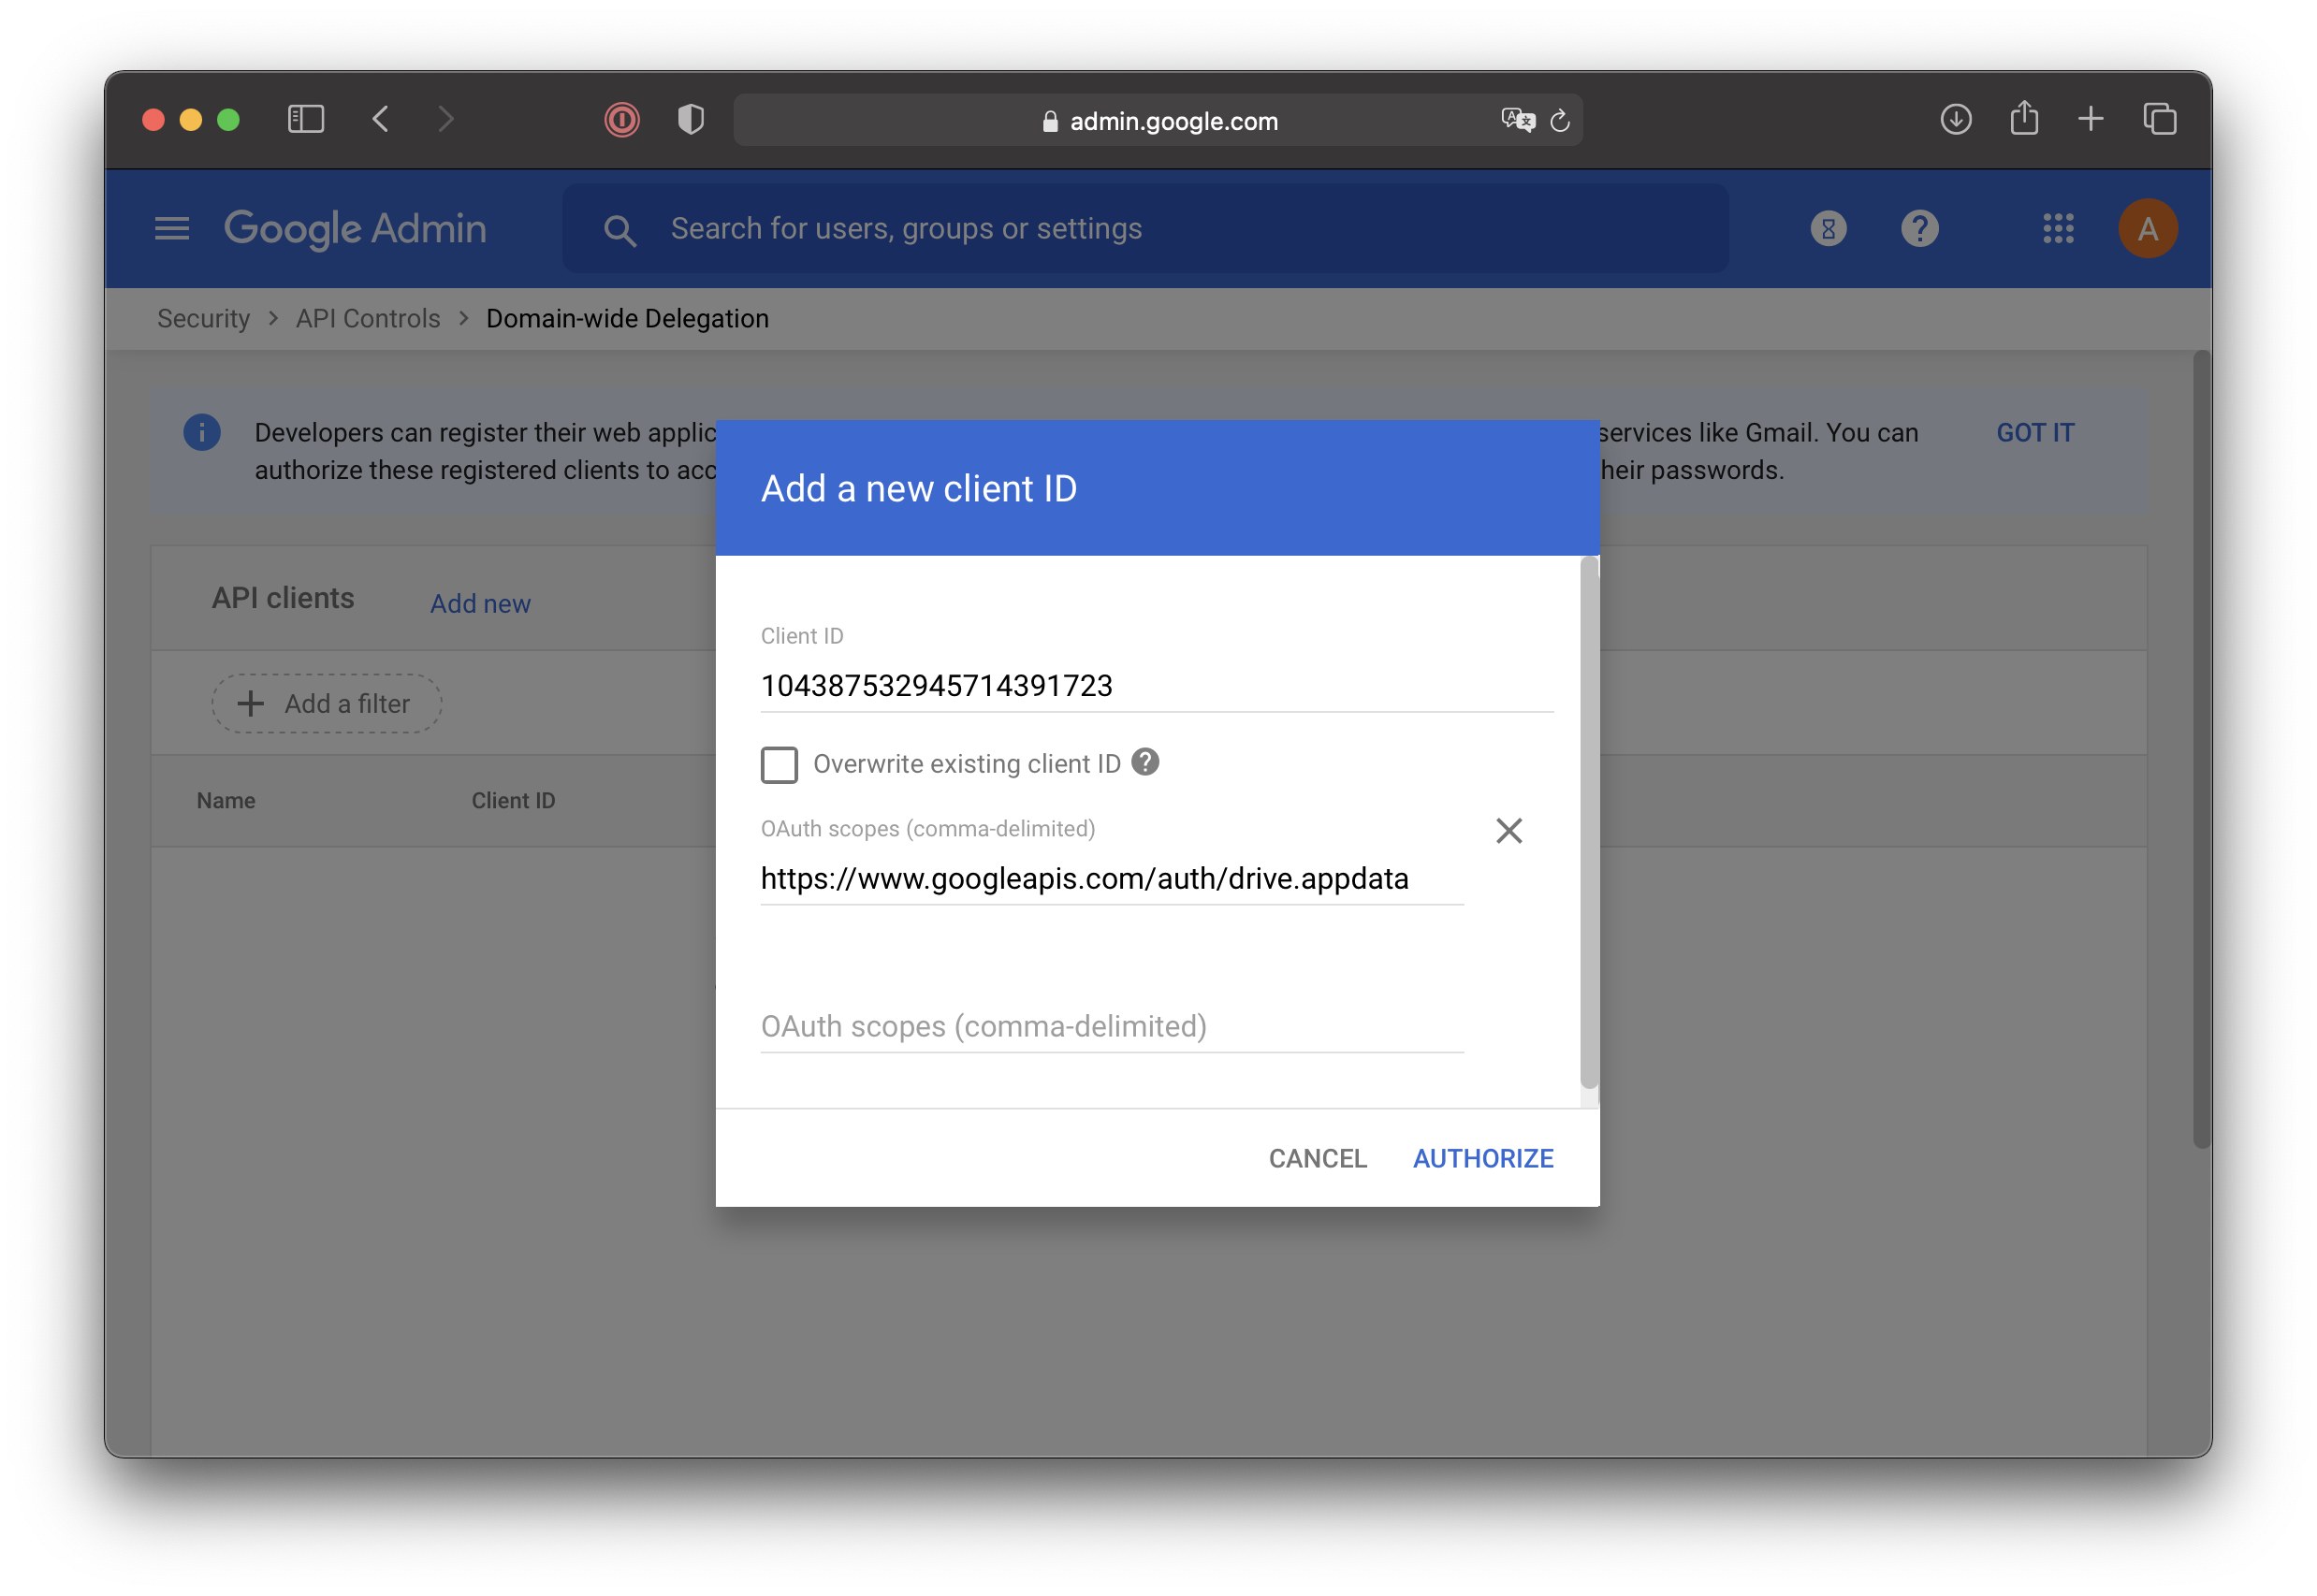 admin.google.com
Google Admin
Search for users, groups or settings
A
Security > API Controls > Domain-wide Delegation
Developers can register their web applic
services like Gmail. You can
GOT IT
authorize these registered clients to acc
heir passwords.
Add a new client ID
API clients
Add new
Client ID
104387532945714391723
Add a filter
Overwrite existing client ID
Name
Client ID
OAuth scopes (comma-delimited)
https://www.googleapis.com/auth/drive.appdata
OAuth scopes (comma-delimited)
CANCEL
AUTHORIZE